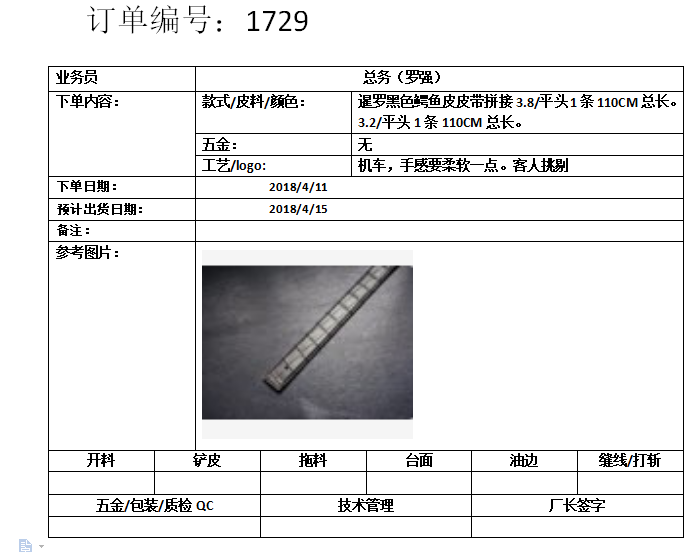 订单编号：1729
业务员
总务（罗强）
下单内容：
款式/皮料/颜色：
暹罗黑色鳄鱼皮皮带拼接 3.8/平头 1 条 110CM 总长。
3.2/平头 1 条 110CM 总长。
五金：
无
工艺/logo:
机车，手感要柔软一点。客人挑剔
下单日期：
2018/4/11
预计出货日期：
2018/4/15
备注：
参考图片：
开料
铲皮
拖料
台面
油边
缝线/打斩
五金/包装/质检 QC
技术管理
厂长签字